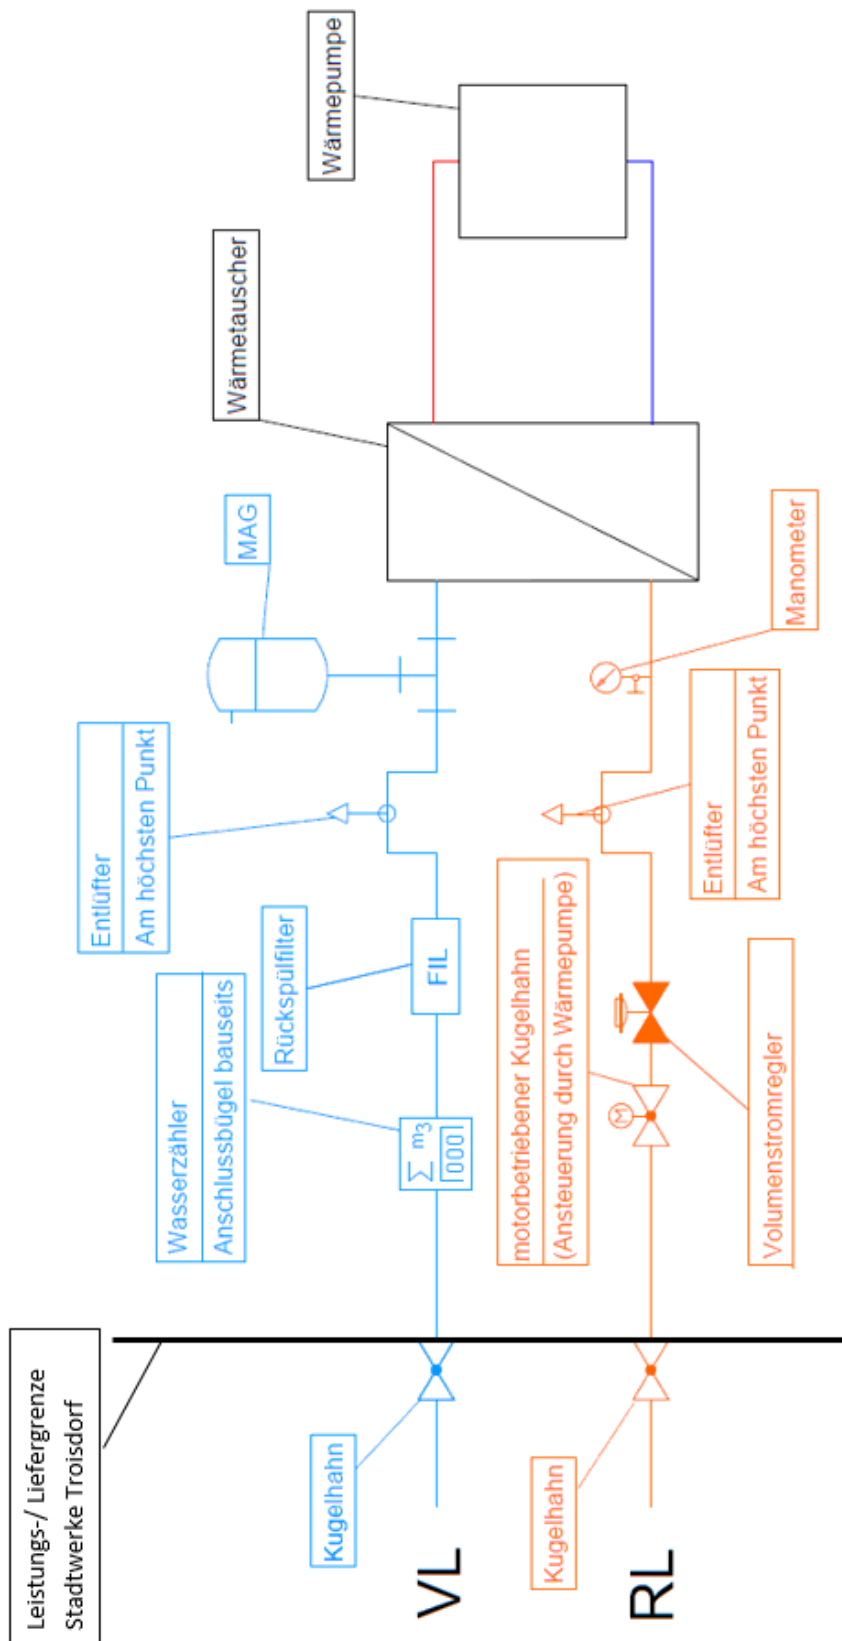 Leistungs-/ Liefergrenze
Stadtwerke Troisdorf
VL
Kugelhahn
Wasserzähler
Anschlussbügel bauseits
Σ m3
000
Rückspülfilter
FIL
Entlüfter
Am höchsten Punkt
MAG
Wärmetauscher
Wärmepumpe
RL
Kugelhahn
motorbetriebener Kugelhahn
(Ansteuerung durch Wärmepumpe)
M
Volumenstromregler
Entlüfter
Am höchsten Punkt
Manometer